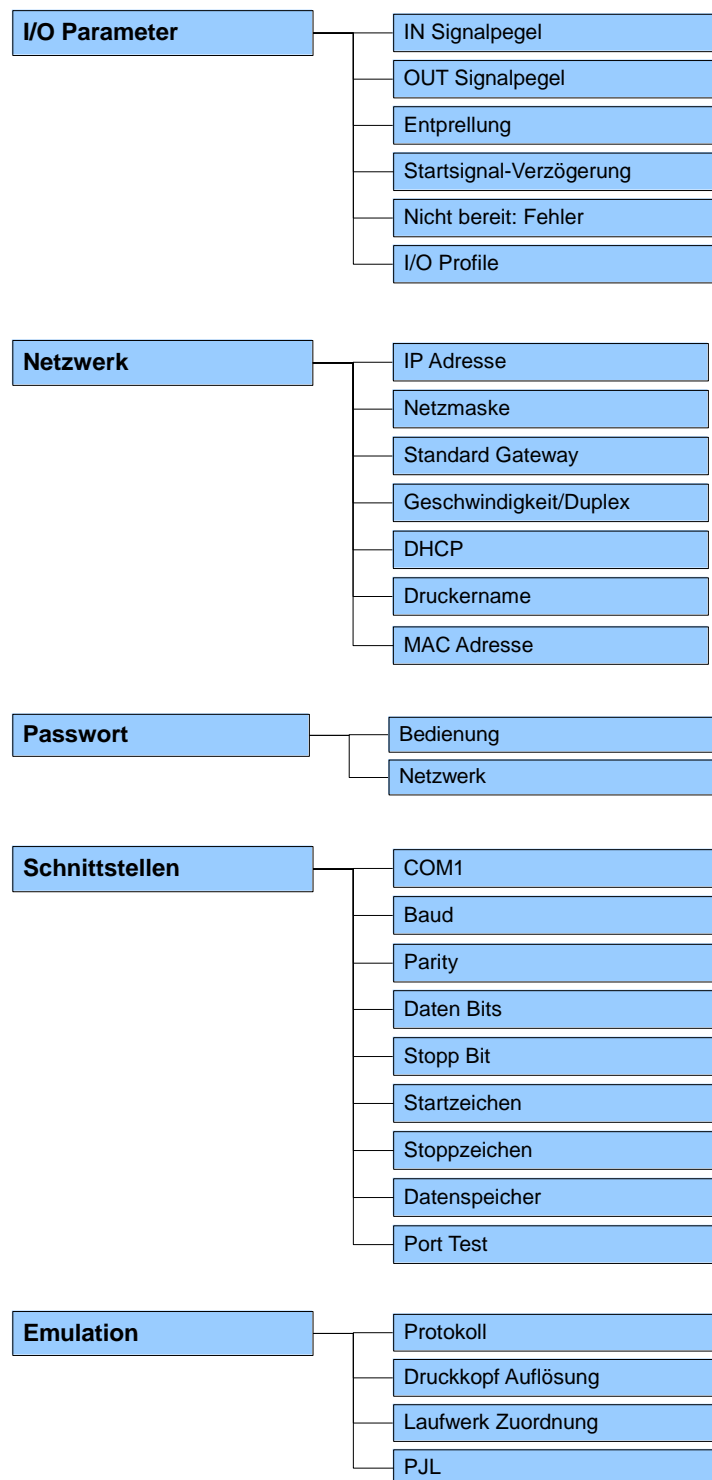 I/O Parameter
IN Signalpegel
OUT Signalpegel
Entprellung
Startsignal-Verzögerung
Nicht bereit: Fehler
I/O Profile
Netzwerk
IP Adresse
Netzmaske
Standard Gateway
Geschwindigkeit/Duplex
DHCP
Druckername
MAC Adresse
Passwort
Bedienung
Netzwerk
Schnittstellen
COM1
Baud
Parity
Daten Bits
Stopp Bit
Startzeichen
Stoppzeichen
Datenspeicher
Port Test
Emulation
Protokoll
Druckkopf Auflösung
Laufwerk Zuordnung
PJL